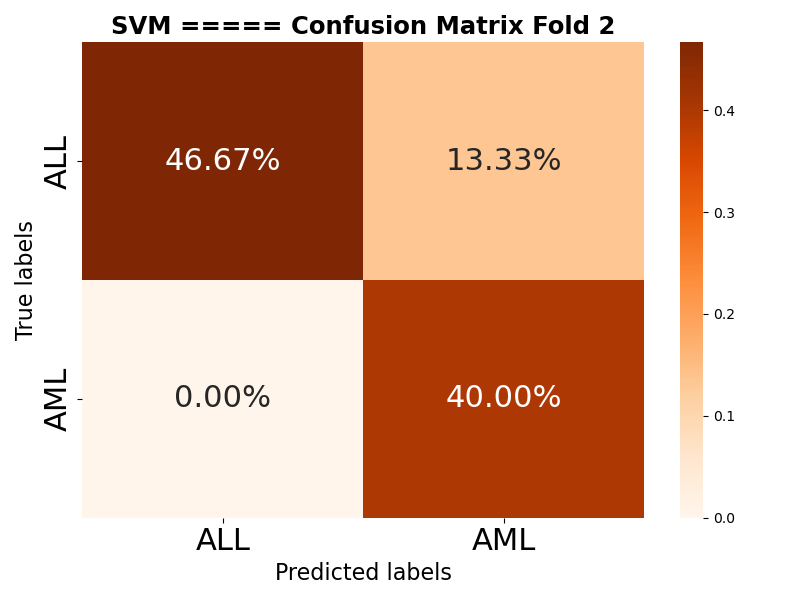 SVM ===== Confusion Matrix Fold 2
True labels
ALL
AML
46.67%
13.33%
0.00%
40.00%
ALL
AML
Predicted labels
0.4
0.3
0.2
0.1
0.0